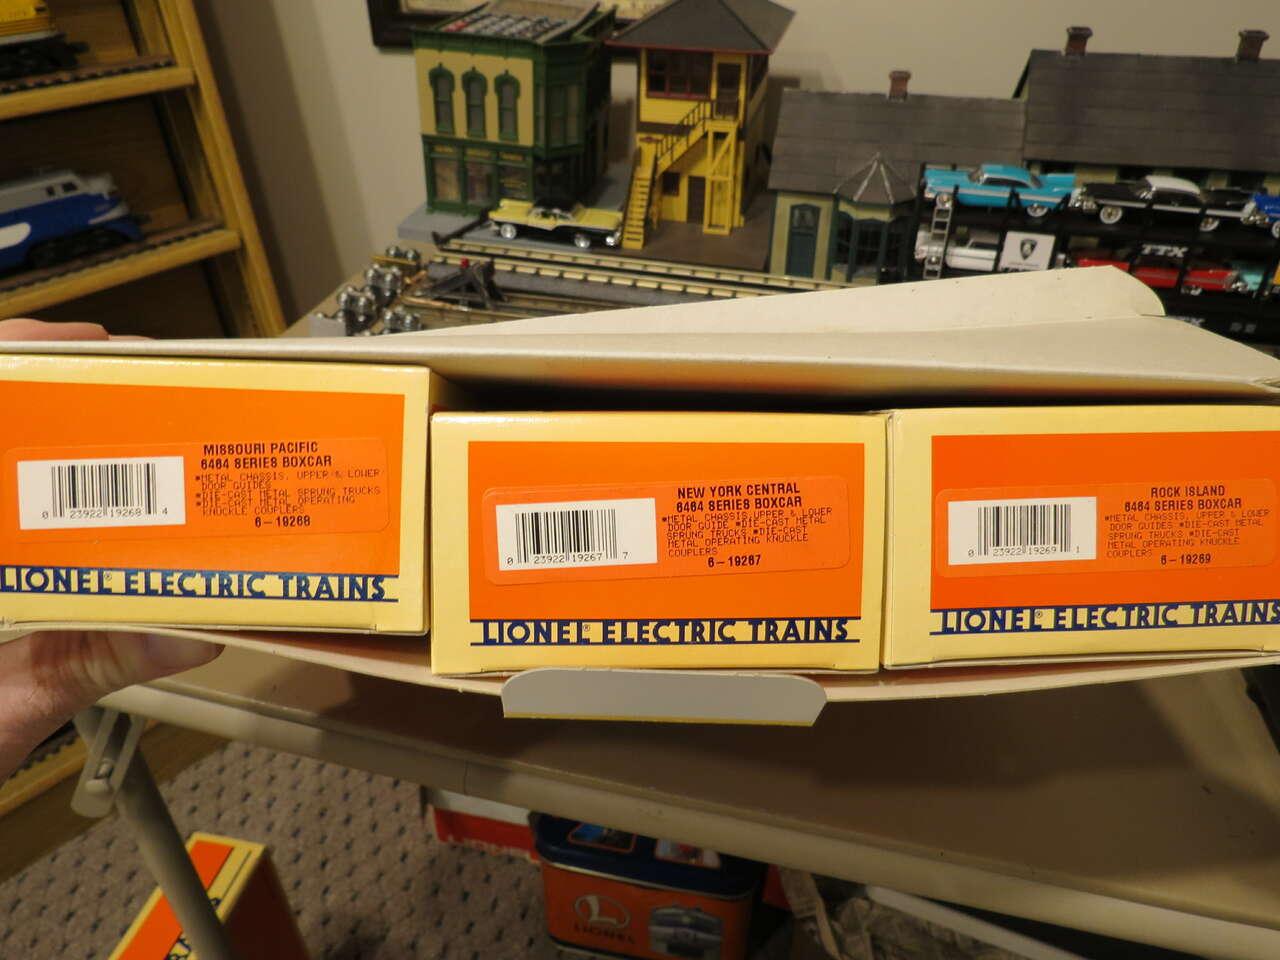 TTX
MISSOURI PACIFIC
6464 SERIES BOXCAR
*METAL CHASSIS, UPPER & LOWER
DOOR GUIDES
*DIE-CAST METAL SPRUNG TRUCKS
*DIE-CAST METAL OPERATING
KNUCKLE COUPLERS
6-19268
0 23922 19268 4
LIONEL® ELECTRIC TRAINS
NEW YORK CENTRAL
6464 SERIES BOXCAR
*METAL CHASSIS, UPPER & LOWER
DOOR GUIDE *DIE-CAST METAL
SPRUNG TRUCKS *DIE-CAST
METAL OPERATING KNUCKLE
COUPLERS
6-19267
0 23922 19267 7
LIONEL® ELECTRIC TRAINS
ROCK ISLAND
6464 SERIES BOXCAR
*METAL CHASSIS, UPPER & LOWER
DOOR GUIDES *DIE-CAST METAL
SPRUNG TRUCKS *DIE-CAST
METAL OPERATING KNUCKLE
COUPLERS
6-19269
0 23922 19269 1
LIONEL® ELECTRIC TRAINS
L
LIONEL